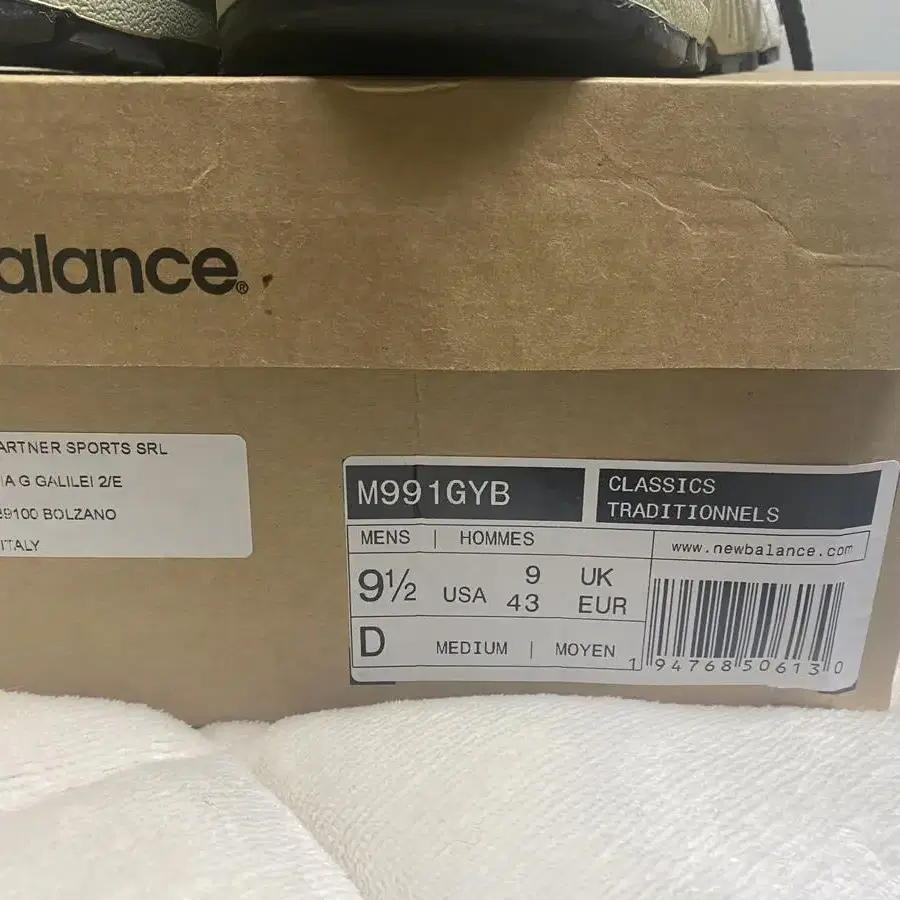 alance®
ARTNER SPORTS SRL
IA G GALILEI 2/E
39100 BOLZANO
ITALY
M991GYB
CLASSICS
TRADITIONNELS
MENS | HOMMES
www.newbalance.com
9½ USA 9 UK
43 EUR
D MEDIUM | MOYEN
1 94768 50613 0